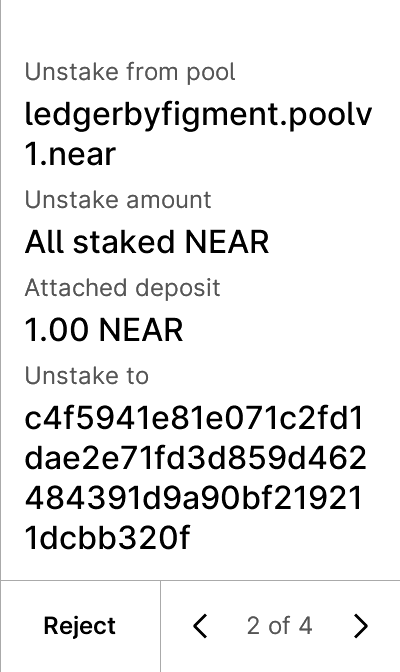 Unstake from pool
ledgerbyfigment.poolv
1.near
Unstake amount
All staked NEAR
Attached deposit
1.00 NEAR
Unstake to
c4f5941e81e071c2fd1
dae2e71fd3d859d462
484391d9a90bf21921
1dcbb320f
Reject
2 of 4